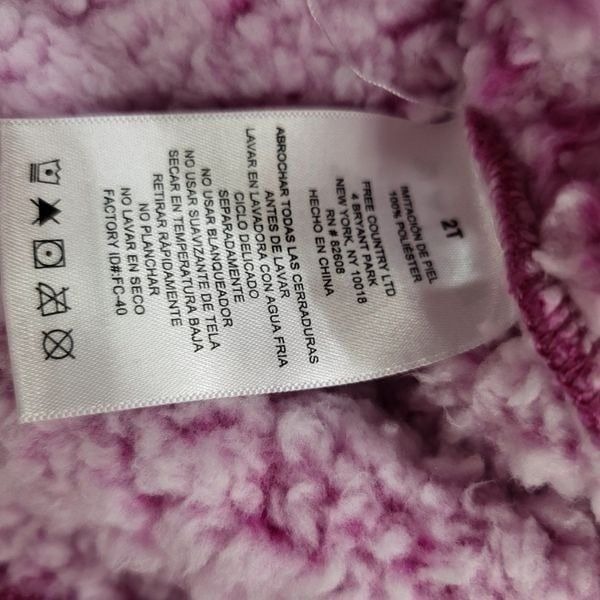 2T
IMITACIÓN DE PIEL
100% POLIÉSTER
FREE COUNTRY LTD
4 BRYANT PARK
NEW YORK, NY 10018
RN # 82608
HECHO EN CHINA
ABROCHAR TODAS LAS CERRADURAS
ANTES DE LAVAR
LAVAR EN LAVADORA CON AGUA FRIA
CICLO DELICADO
SEPARADAMENTE
NO USAR BLANQUEADOR
NO USAR SUAVIZANTE DE TELA
SECAR EN TEMPERATURA BAJA
RETIRAR RÁPIDAMENTE
NO PLANCHAR
NO LAVAR EN SECO
FACTORY ID#:FC-40